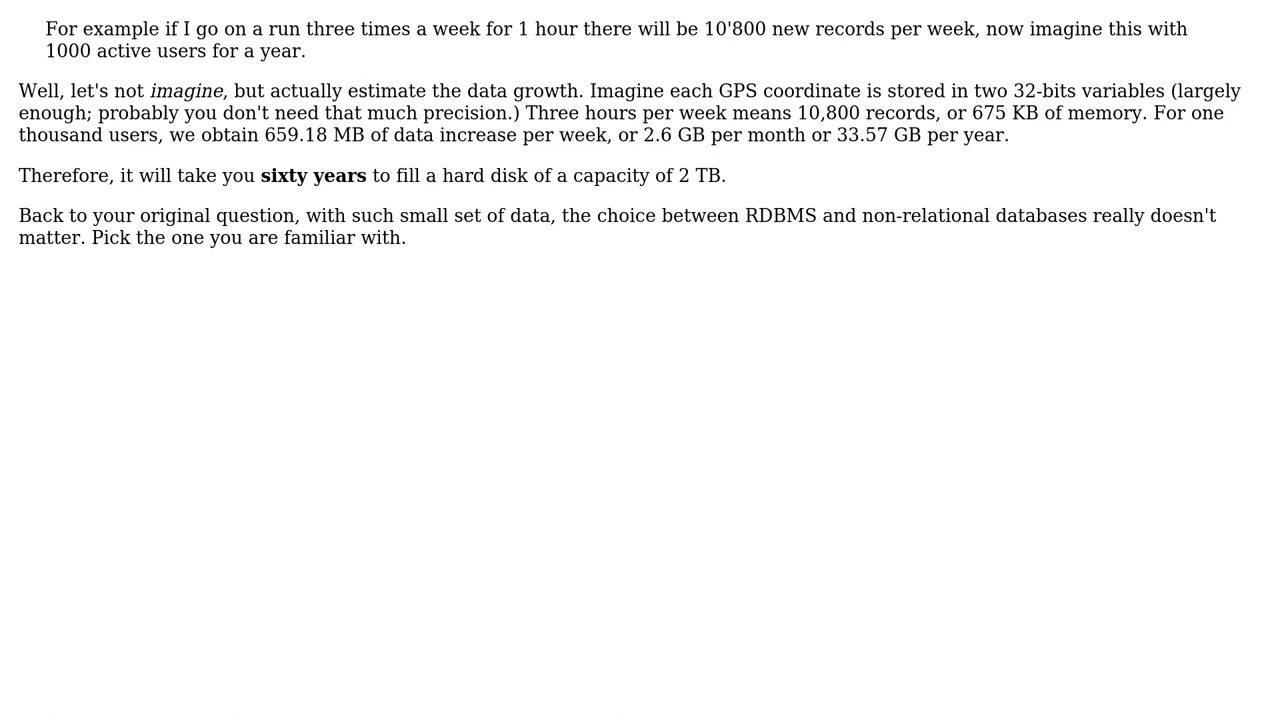 For example if I go on a run three times a week for 1 hour there will be 10'800 new records per week, now imagine this with
1000 active users for a year.
Well, let's not imagine, but actually estimate the data growth. Imagine each GPS coordinate is stored in two 32-bits variables (largely
enough; probably you don't need that much precision.) Three hours per week means 10,800 records, or 675 KB of memory. For one
thousand users, we obtain 659.18 MB of data increase per week, or 2.6 GB per month or 33.57 GB per year.
Therefore, it will take you sixty years to fill a hard disk of a capacity of 2 TB.
Back to your original question, with such small set of data, the choice between RDBMS and non-relational databases really doesn't
matter. Pick the one you are familiar with.